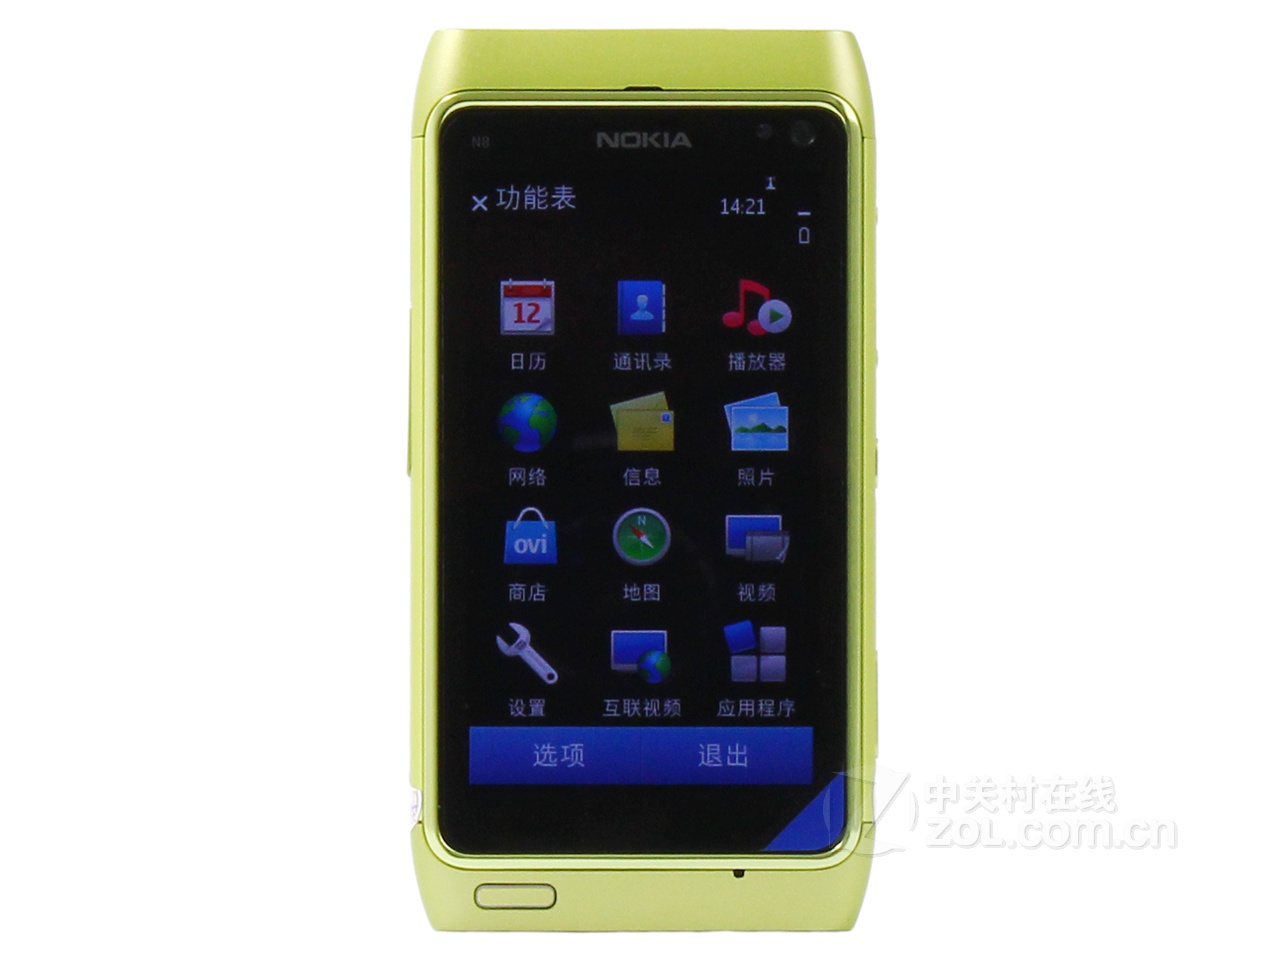 N8
NOKIA
功能表
1
14:21
12
日历
通讯录
播放器
网络
信息
照片
ovi
N
商店
地图
视频
设置
互联视频
应用程序
选项
退出
Z
中关村在线
ZOL.com.cn